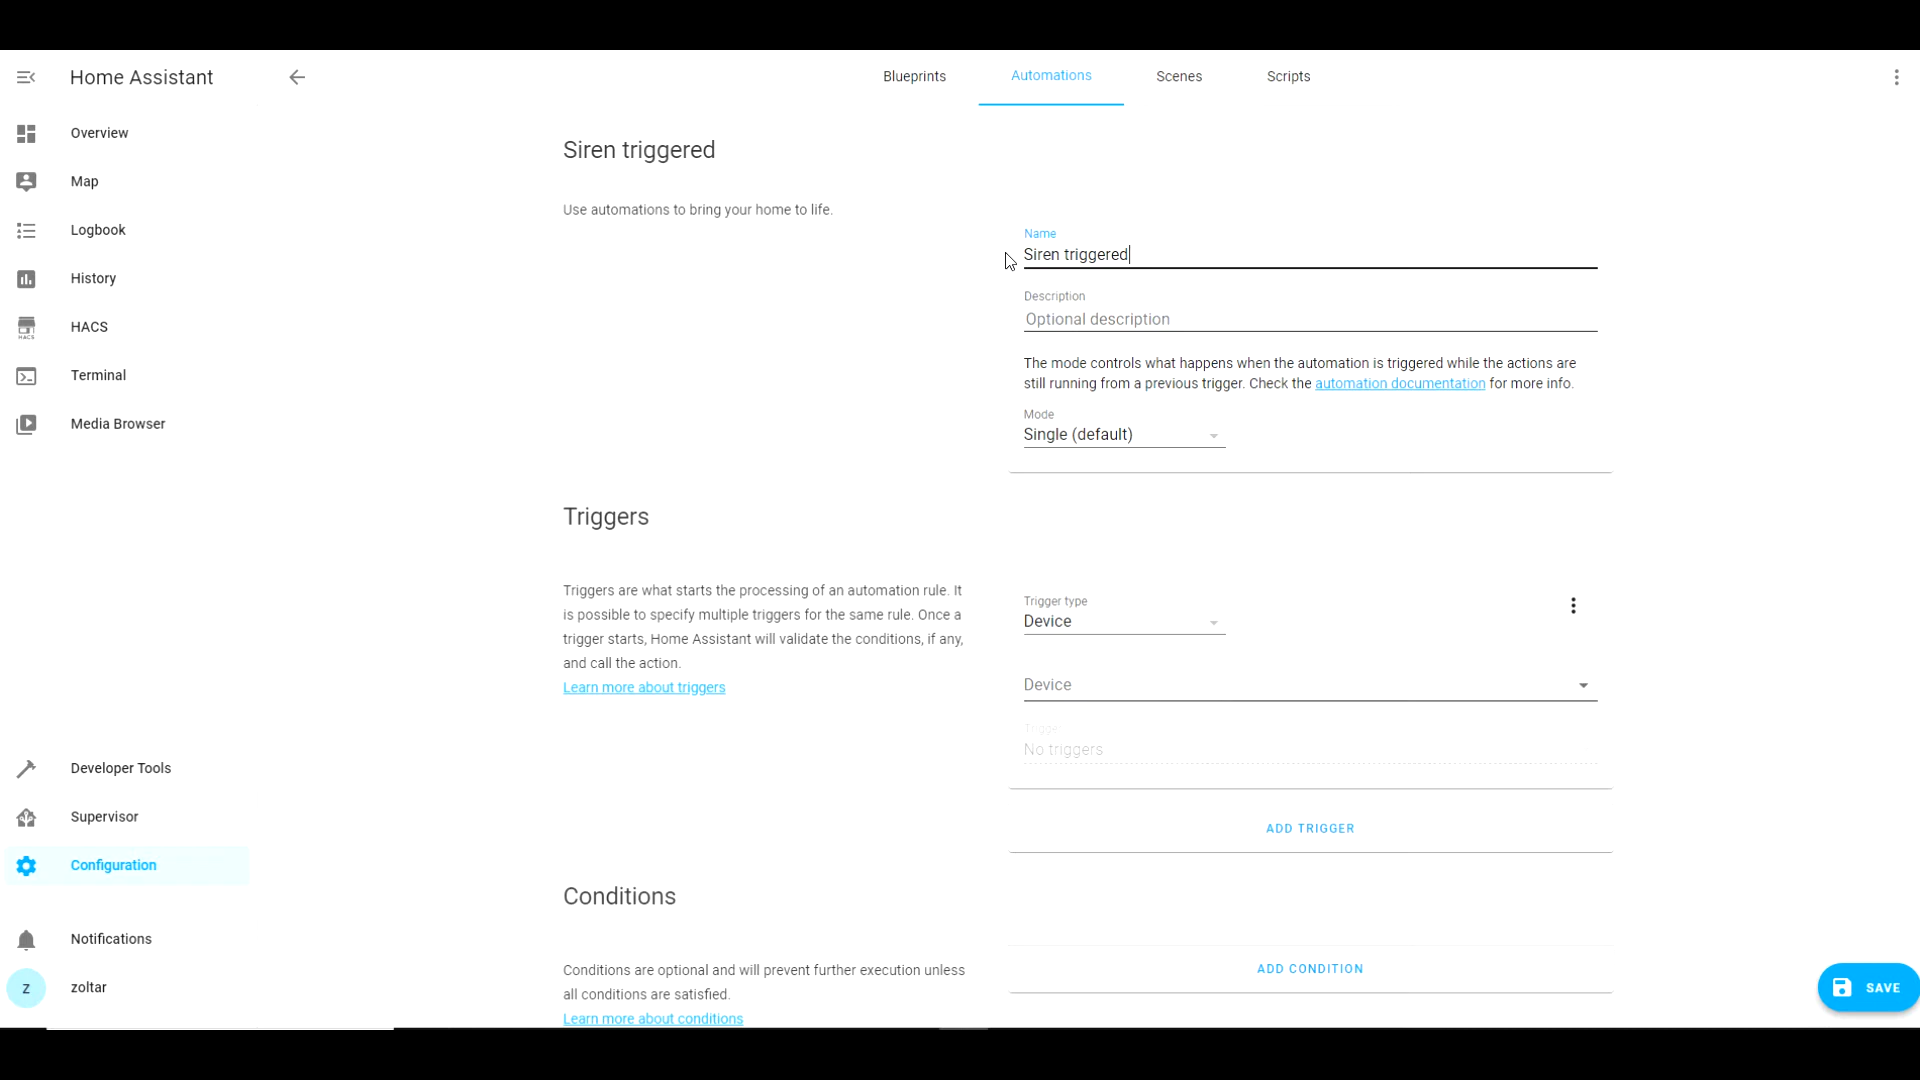 Home Assistant
Overview
Map
Logbook
History
HACS
HACS
Terminal
Media Browser
Developer Tools
Supervisor
Configuration
Notifications
z
zoltar
Blueprints
Automations
Scenes
Scripts
Siren triggered
Use automations to bring your home to life.
Name
Siren triggered
Description
Optional description
The mode controls what happens when the automation is triggered while the actions are
still running from a previous trigger. Check the automation documentation for more info.
Mode
Single (default)
Triggers
Triggers are what starts the processing of an automation rule. It
is possible to specify multiple triggers for the same rule. Once a
trigger starts, Home Assistant will validate the conditions, if any,
and call the action.
Learn more about triggers
Trigger type
Device
Device
Trigger
No triggers
ADD TRIGGER
Conditions
Conditions are optional and will prevent further execution unless
all conditions are satisfied.
Learn more about conditions
ADD CONDITION
SAVE